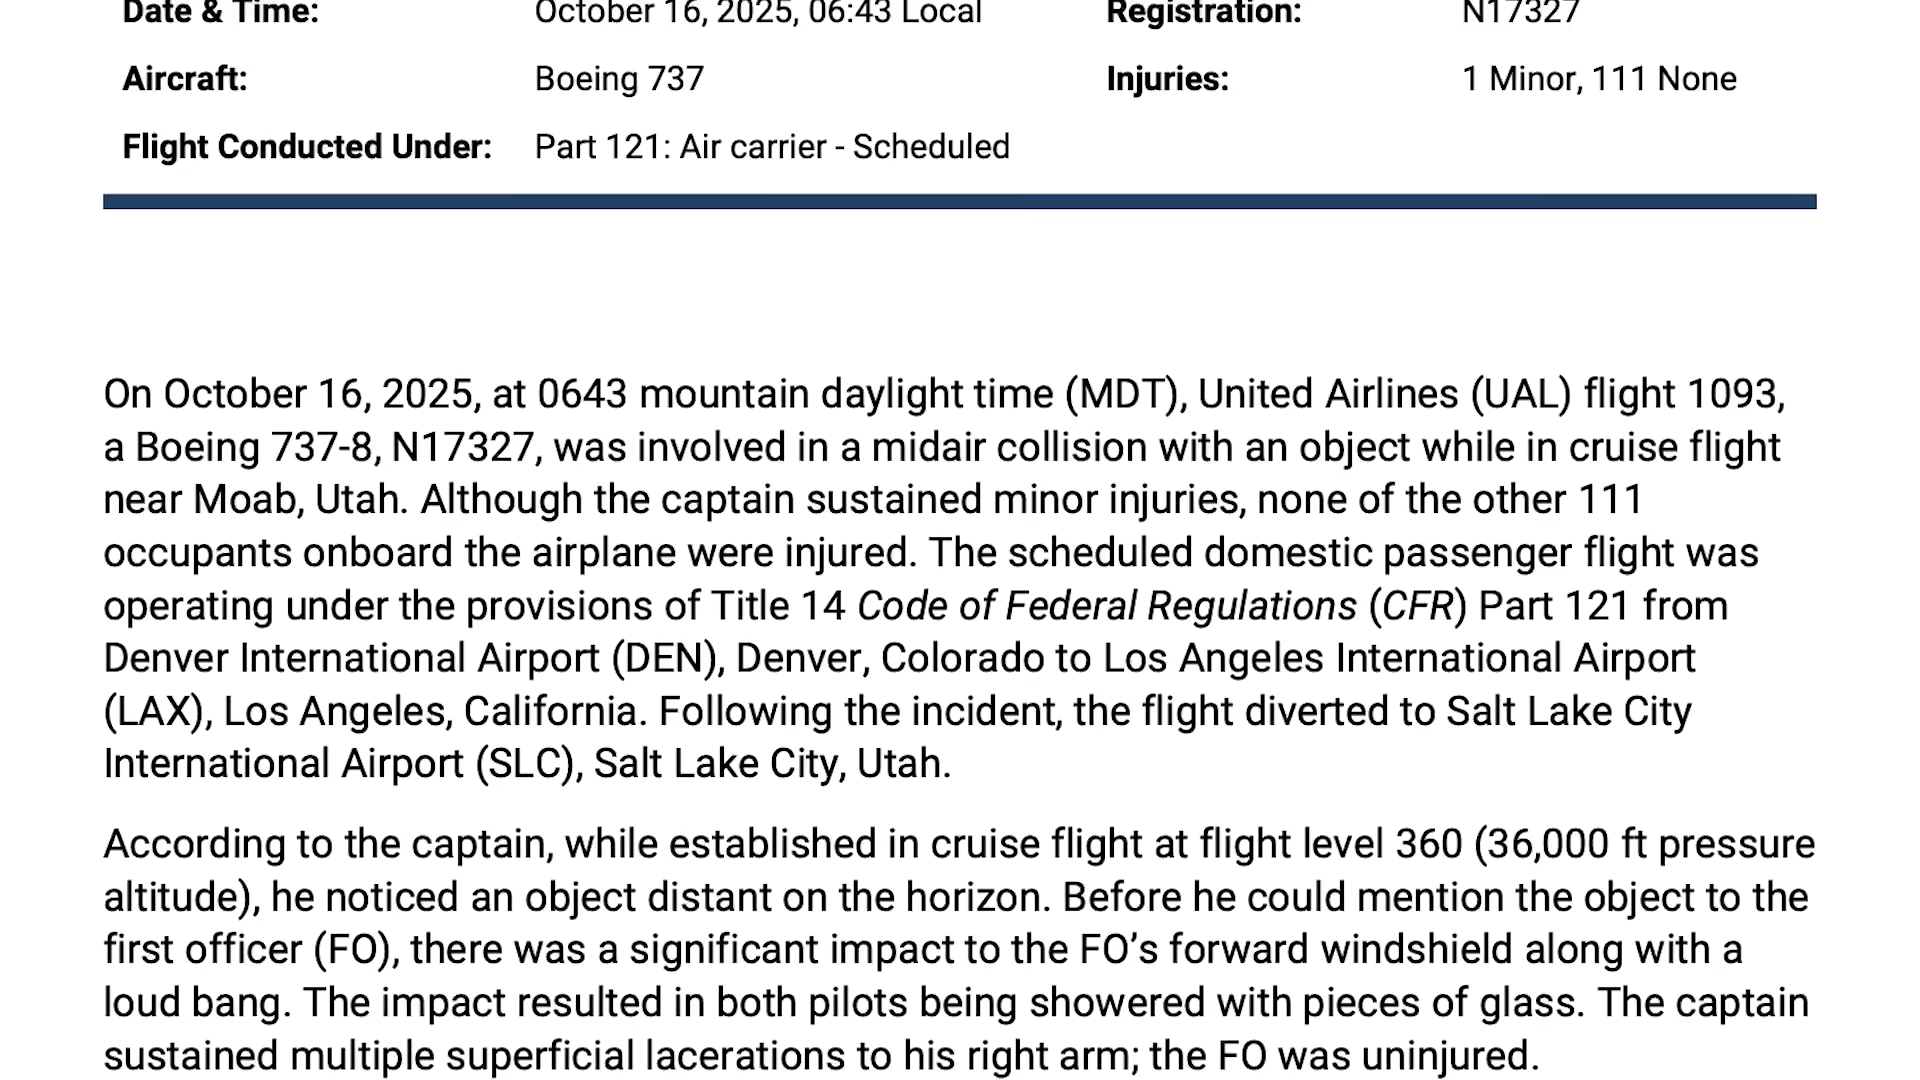 Date & Time: October 16, 2025, 06:43 Local Registration: N17327
Aircraft: Boeing 737 Injuries: 1 Minor, 111 None
Flight Conducted Under: Part 121: Air carrier - Scheduled
On October 16, 2025, at 0643 mountain daylight time (MDT), United Airlines (UAL) flight 1093,
a Boeing 737-8, N17327, was involved in a midair collision with an object while in cruise flight
near Moab, Utah. Although the captain sustained minor injuries, none of the other 111
occupants onboard the airplane were injured. The scheduled domestic passenger flight was
operating under the provisions of Title 14 Code of Federal Regulations (CFR) Part 121 from
Denver International Airport (DEN), Denver, Colorado to Los Angeles International Airport
(LAX), Los Angeles, California. Following the incident, the flight diverted to Salt Lake City
International Airport (SLC), Salt Lake City, Utah.
According to the captain, while established in cruise flight at flight level 360 (36,000 ft pressure
altitude), he noticed an object distant on the horizon. Before he could mention the object to the
first officer (FO), there was a significant impact to the FO’s forward windshield along with a
loud bang. The impact resulted in both pilots being showered with pieces of glass. The captain
sustained multiple superficial lacerations to his right arm; the FO was uninjured.